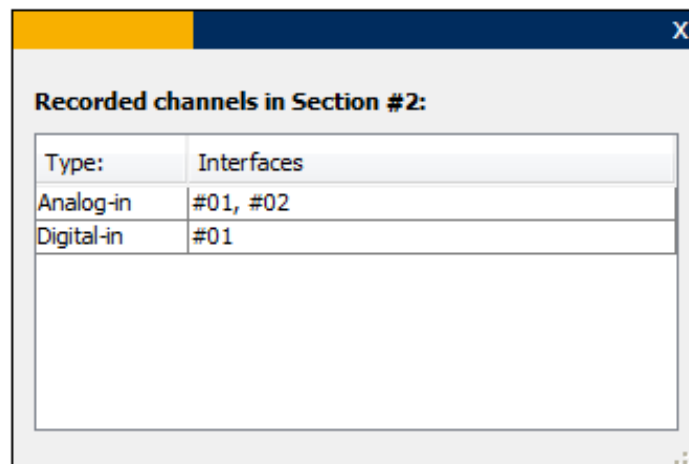 X
Recorded channels in Section #2:
Type: Interfaces
Analog-in #01, #02
Digital-in #01